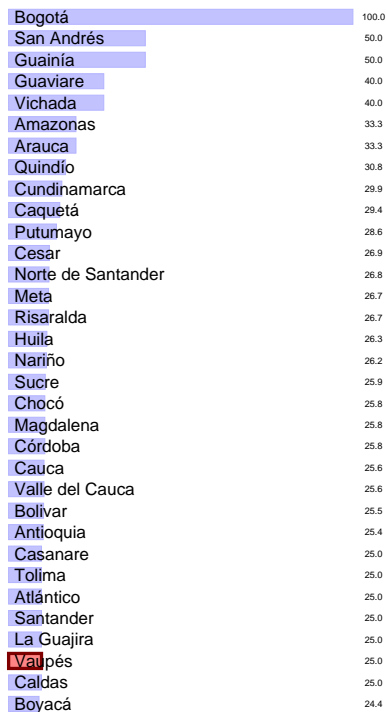 Bogotá 100.0
San Andrés 50.0
Guainía 50.0
Guaviare 40.0
Vichada 40.0
Amazonas 33.3
Arauca 33.3
Quindío 30.8
Cundinamarca 29.9
Caquetá 29.4
Putumayo 28.6
Cesar 26.9
Norte de Santander 26.8
Meta 26.7
Risaralda 26.7
Huila 26.3
Nariño 26.2
Sucre 25.9
Chocó 25.8
Magdalena 25.8
Córdoba 25.8
Cauca 25.6
Valle del Cauca 25.6
Bolivar 25.5
Antioquia 25.4
Casanare 25.0
Tolima 25.0
Atlántico 25.0
Santander 25.0
La Guajira 25.0
Vaupés 25.0
Caldas 25.0
Boyacá 24.4